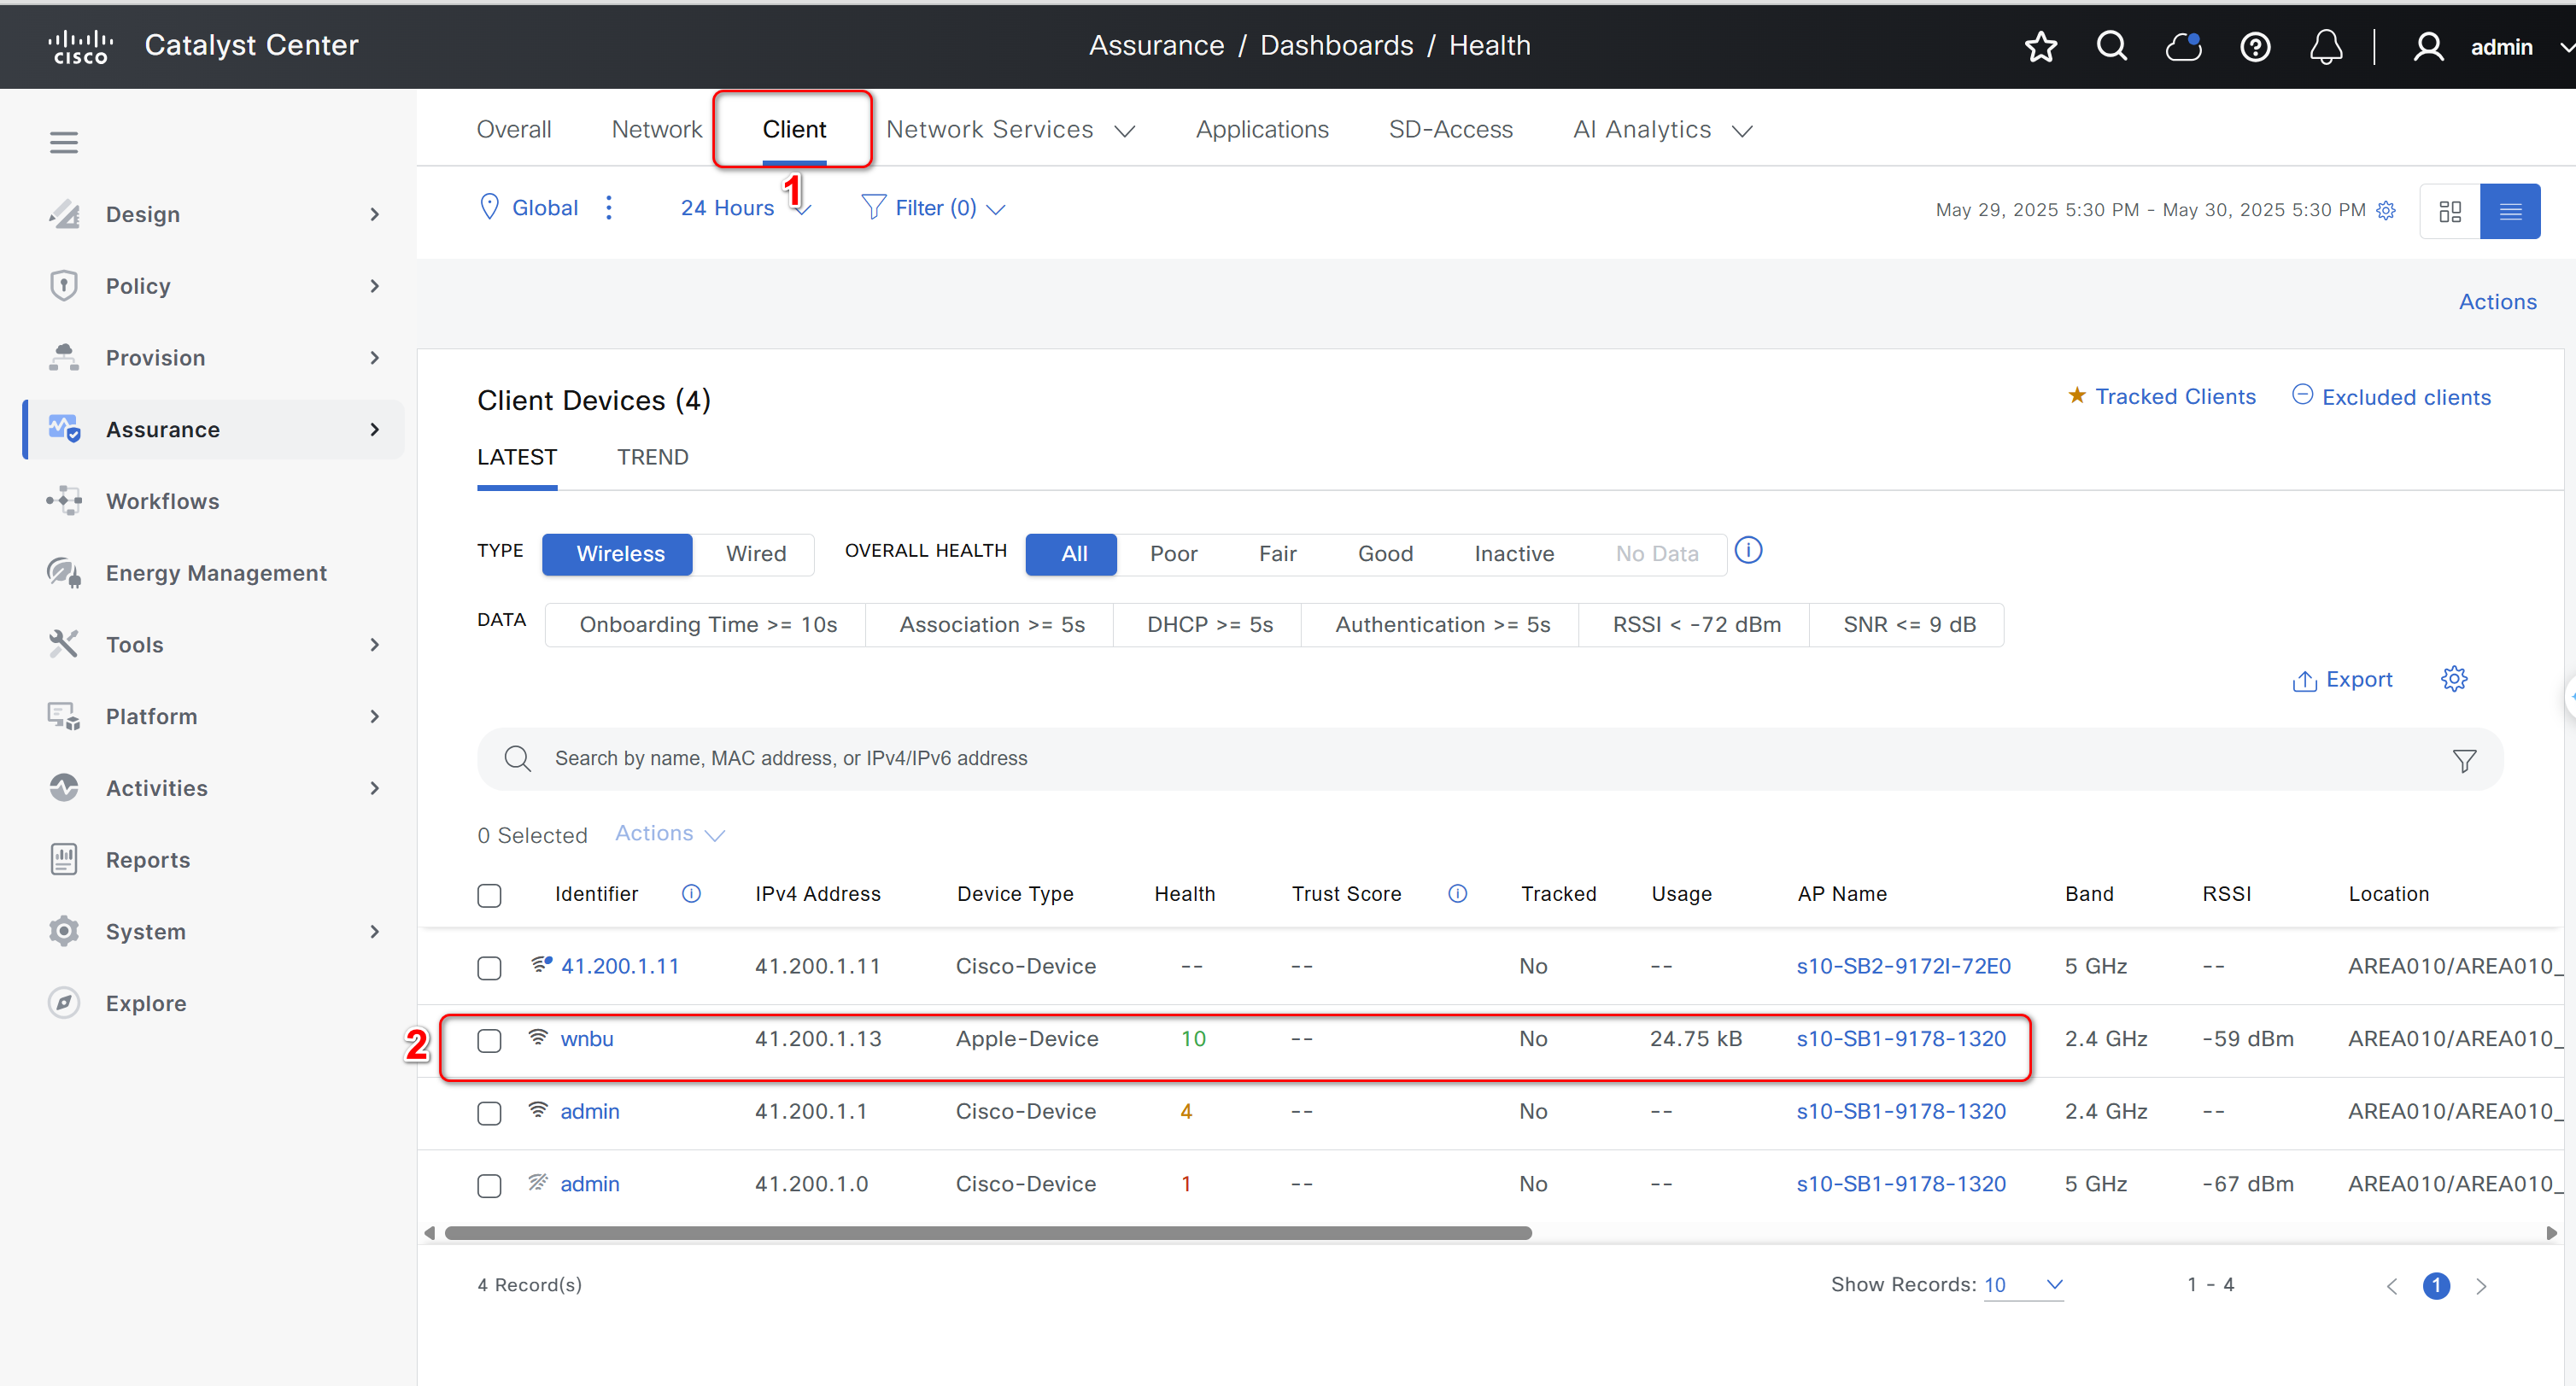 cisco Catalyst Center Assurance / Dashboards / Health admin
Overall Network Client Network Services Applications SD-Access AI Analytics
1
Global 24 Hours Filter (0) May 29, 2025 5:30 PM - May 30, 2025 5:30 PM
Design
Policy
Provision
Assurance
Workflows
Energy Management
Tools
Platform
Activities
Reports
System
Explore
Actions
Client Devices (4) Tracked Clients Excluded clients
LATEST TREND
TYPE Wireless Wired OVERALL HEALTH All Poor Fair Good Inactive No Data
DATA Onboarding Time >= 10s Association >= 5s DHCP >= 5s Authentication >= 5s RSSI < -72 dBm SNR <= 9 dB
Export
Search by name, MAC address, or IPv4/IPv6 address
0 Selected Actions
Identifier IPv4 Address Device Type Health Trust Score Tracked Usage AP Name Band RSSI Location
41.200.1.11 41.200.1.11 Cisco-Device -- -- No -- s10-SB2-9172I-72E0 5 GHz -- AREA010/AREA010_
2 wnbu 41.200.1.13 Apple-Device 10 -- No 24.75 kB s10-SB1-9178-1320 2.4 GHz -59 dBm AREA010/AREA010_
admin 41.200.1.1 Cisco-Device 4 -- No -- s10-SB1-9178-1320 2.4 GHz -- AREA010/AREA010_
admin 41.200.1.0 Cisco-Device 1 -- No -- s10-SB1-9178-1320 5 GHz -67 dBm AREA010/AREA010_
4 Record(s) Show Records: 10 1 - 4 1